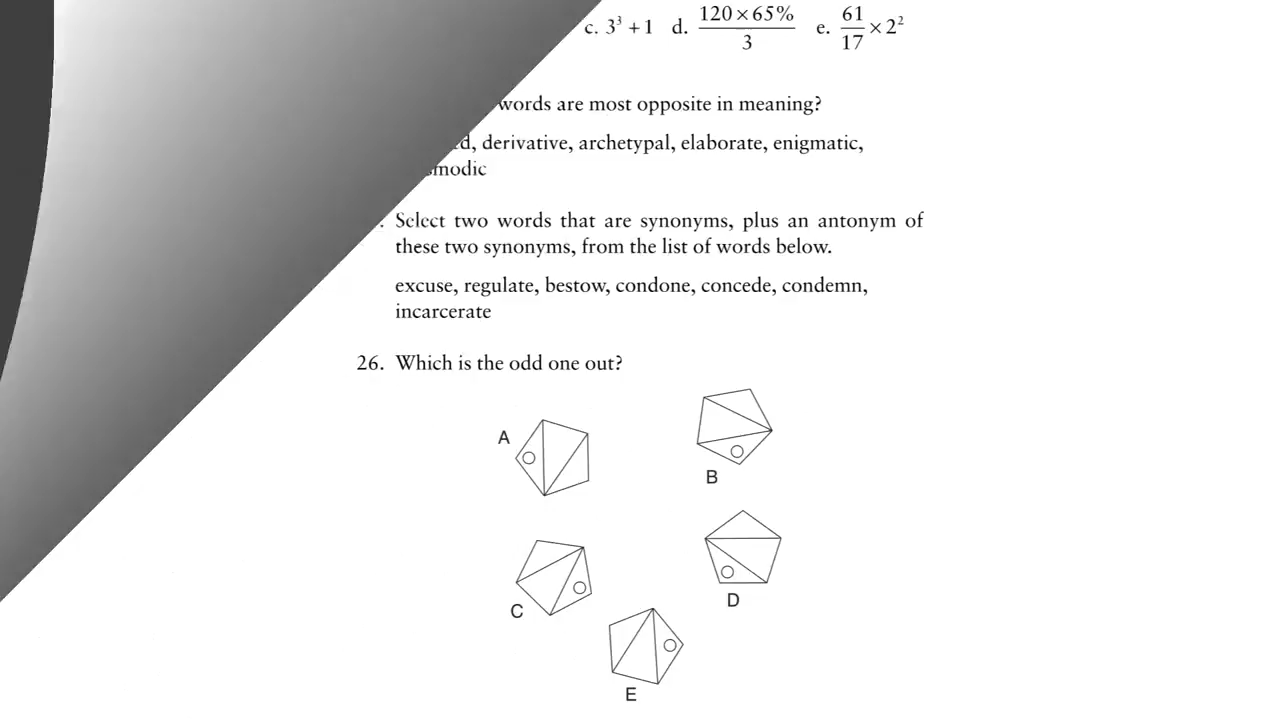 c. 3³ + 1 d. 120 × 65% / 3 e. 61 / 17 × 2²
words are most opposite in meaning?
derivative, archetypal, elaborate, enigmatic,
. Select two words that are synonyms, plus an antonym of
these two synonyms, from the list of words below.
excuse, regulate, bestow, condone, concede, condemn,
incarcerate
26. Which is the odd one out?
A
B
C
D
E